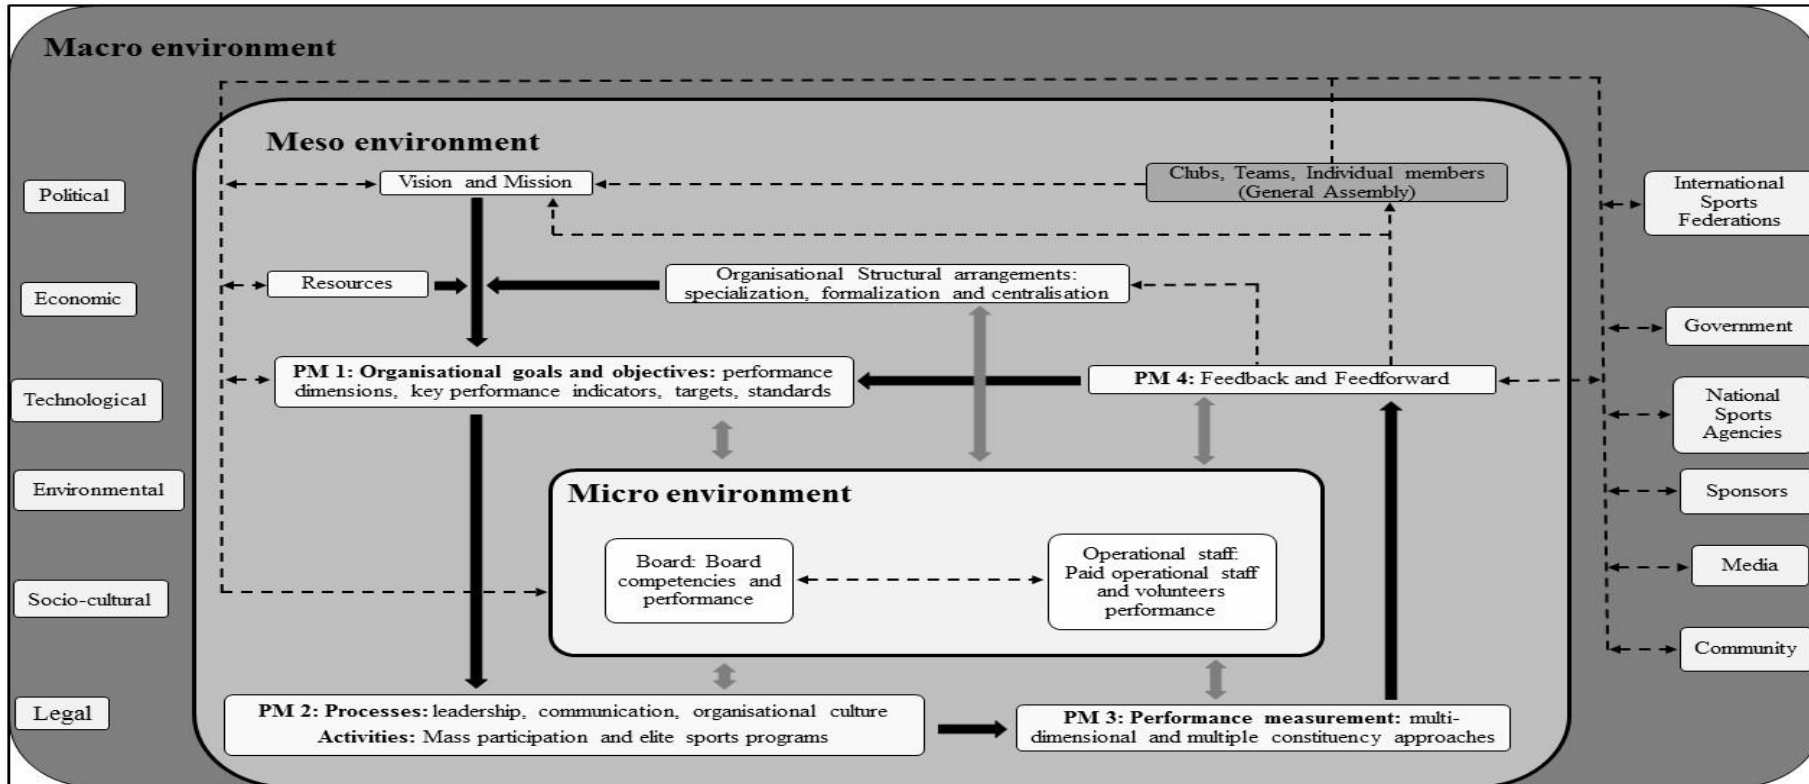 Macro environment
Meso environment
Political
Economic
Technological
Environmental
Socio-cultural
Legal
Vision and Mission
Clubs, Teams, Individual members
(General Assembly)
Resources
Organisational Structural arrangements:
specialization, formalization and centralisation
PM 1: Organisational goals and objectives: performance
dimensions, key performance indicators, targets, standards
PM 4: Feedback and Feedforward
Micro environment
Board: Board
competencies and
performance
Operational staff:
Paid operational staff
and volunteers
performance
PM 2: Processes: leadership, communication, organisational culture
Activities: Mass participation and elite sports programs
PM 3: Performance measurement: multi-
dimensional and multiple constituency approaches
International
Sports
Federations
Government
National
Sports
Agencies
Sponsors
Media
Community